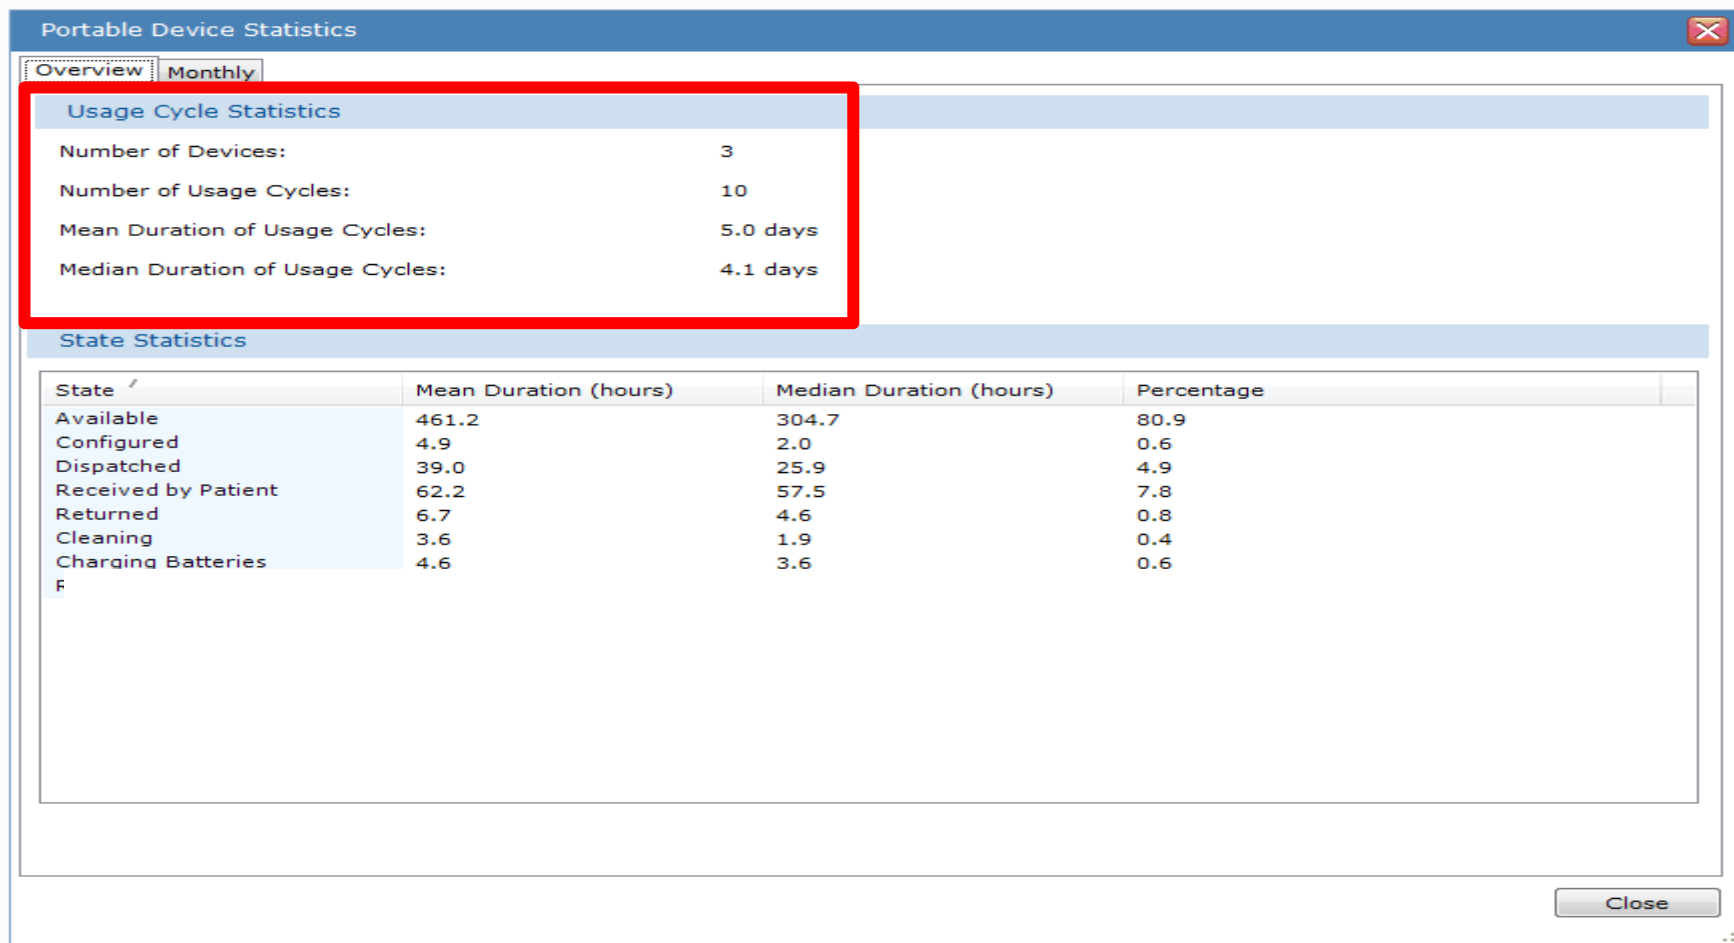 Portable Device Statistics
Overview Monthly
Usage Cycle Statistics
Number of Devices: 3
Number of Usage Cycles: 10
Mean Duration of Usage Cycles: 5.0 days
Median Duration of Usage Cycles: 4.1 days
State Statistics
State Mean Duration (hours) Median Duration (hours) Percentage
Available 461.2 304.7 80.9
Configured 4.9 2.0 0.6
Dispatched 39.0 25.9 4.9
Received by Patient 62.2 57.5 7.8
Returned 6.7 4.6 0.8
Cleaning 3.6 1.9 0.4
Charging Batteries 4.6 3.6 0.6
Close